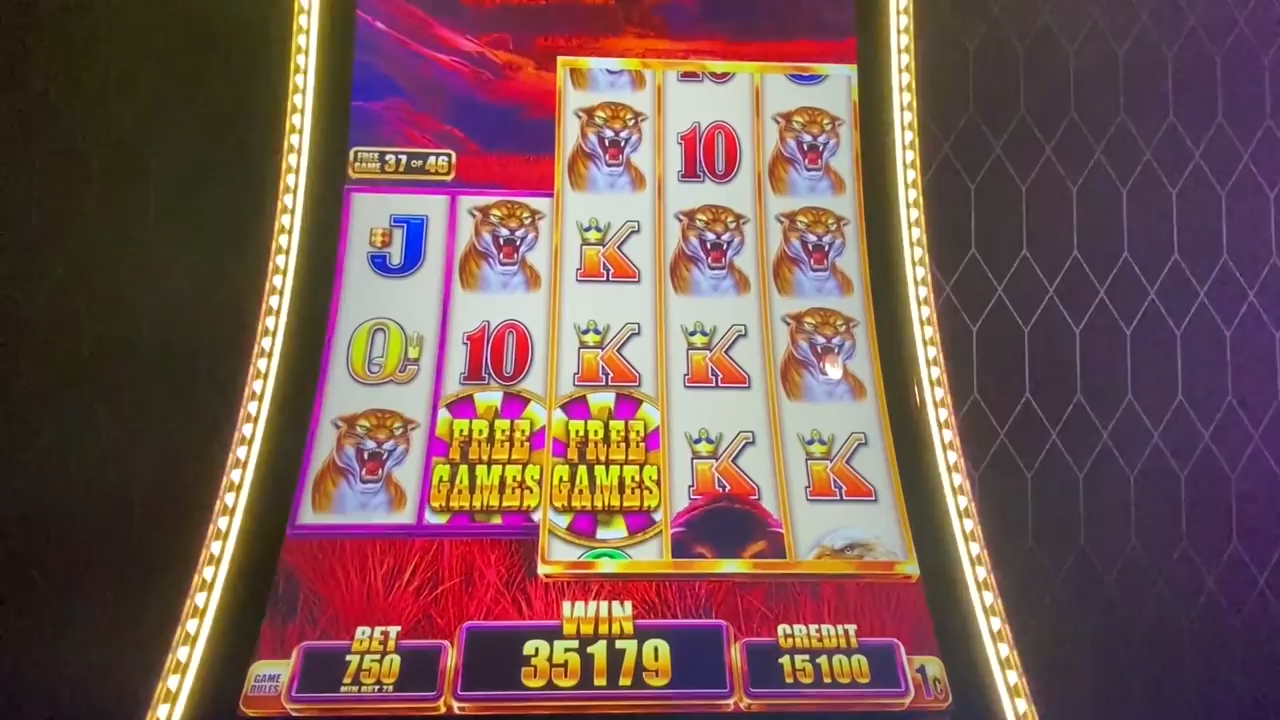 10
10
FREE GAME 37 OF 46
J
K
Q
10
K
K
FREE GAMES
FREE GAMES
K
K
WIN
35179
BET
750
MIN BET 75
CREDIT
15100
GAME RULES
1¢